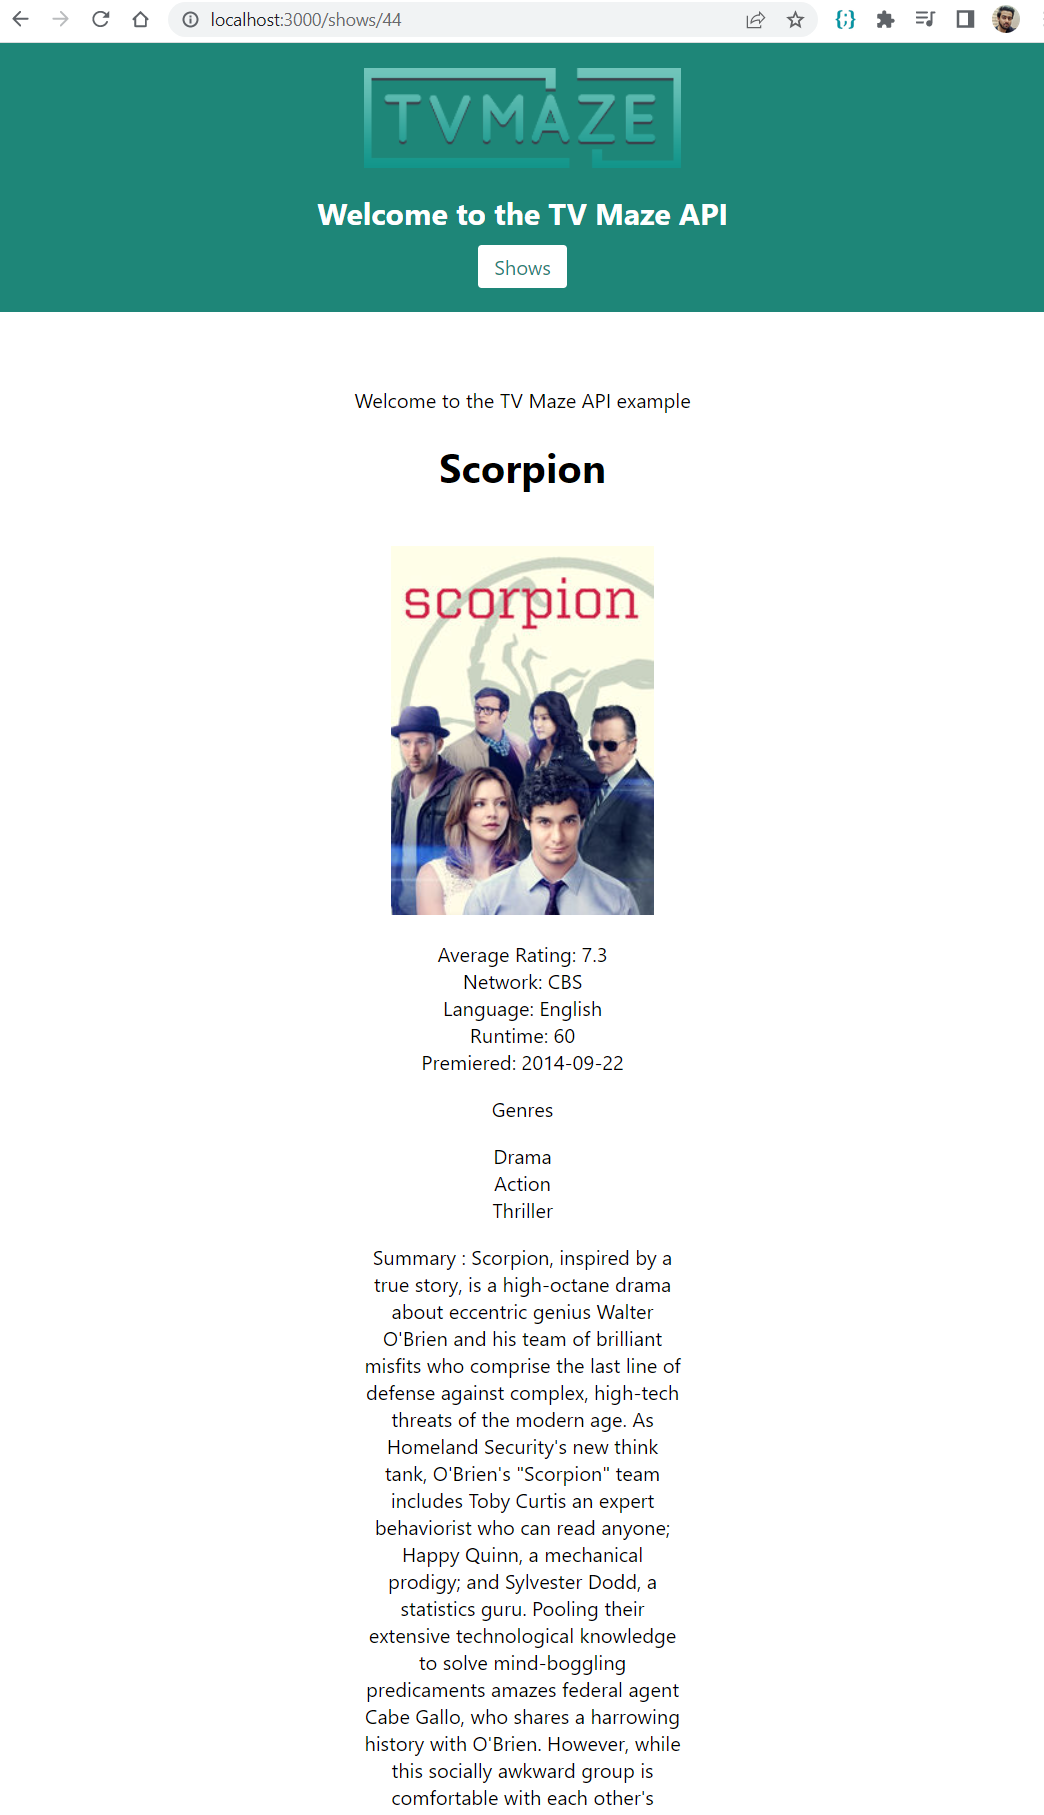 localhost:3000/shows/44
TVMAZE
Welcome to the TV Maze API
Shows
Welcome to the TV Maze API example
Scorpion
scorpion
Average Rating: 7.3
Network: CBS
Language: English
Runtime: 60
Premiered: 2014-09-22
Genres
Drama
Action
Thriller
Summary : Scorpion, inspired by a
true story, is a high-octane drama
about eccentric genius Walter
O'Brien and his team of brilliant
misfits who comprise the last line of
defense against complex, high-tech
threats of the modern age. As
Homeland Security's new think
tank, O'Brien's "Scorpion" team
includes Toby Curtis an expert
behaviorist who can read anyone;
Happy Quinn, a mechanical
prodigy; and Sylvester Dodd, a
statistics guru. Pooling their
extensive technological knowledge
to solve mind-boggling
predicaments amazes federal agent
Cabe Gallo, who shares a harrowing
history with O'Brien. However, while
this socially awkward group is
comfortable with each other's